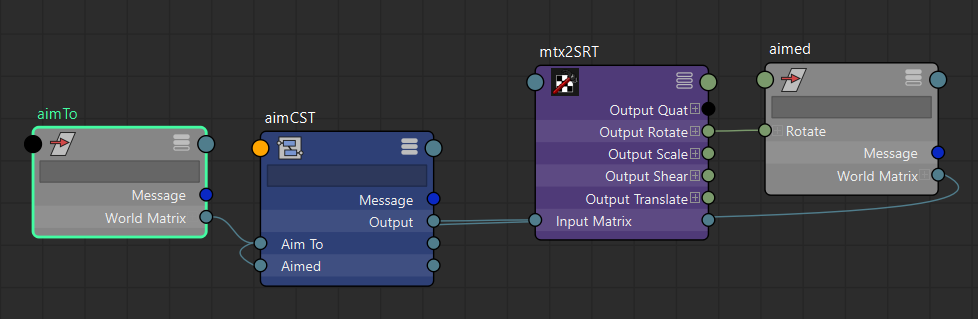 aimTo
Message
World Matrix
aimCST
Message
Output
Aim To
Aimed
mtx2SRT
Output Quat
Output Rotate
Output Scale
Output Shear
Output Translate
Input Matrix
aimed
Rotate
Message
World Matrix